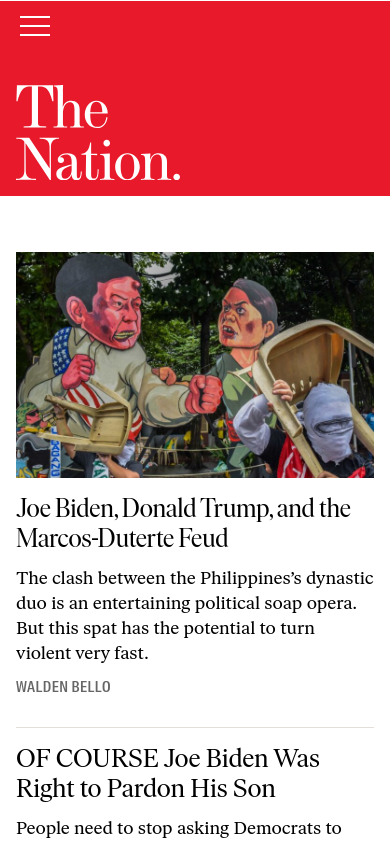 The
Nation.
Joe Biden, Donald Trump, and the
Marcos-Duterte Feud
The clash between the Philippines’s dynastic
duo is an entertaining political soap opera.
But this spat has the potential to turn
violent very fast.
WALDEN BELLO
OF COURSE Joe Biden Was
Right to Pardon His Son
People need to stop asking Democrats to